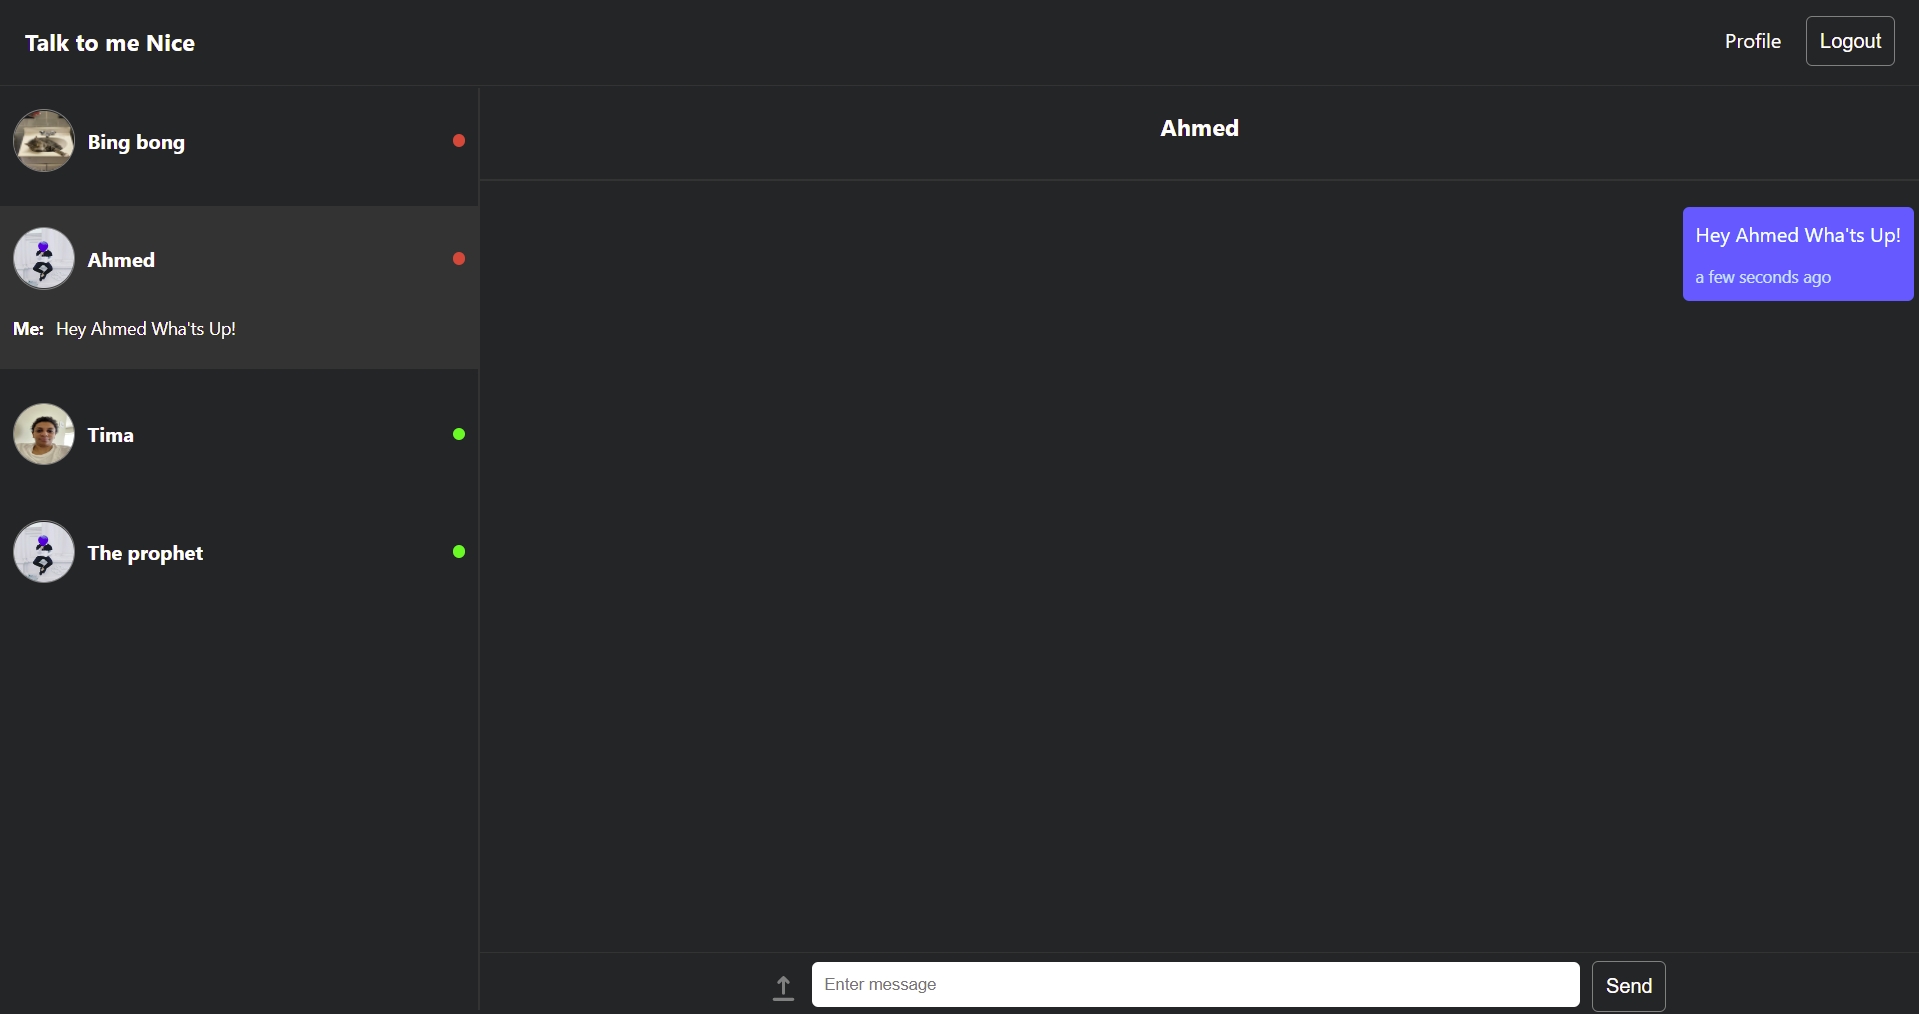 Talk to me Nice
Profile
Logout
Bing bong
Ahmed
Me: Hey Ahmed Wha'ts Up!
Tima
The prophet
Ahmed
Hey Ahmed Wha'ts Up!
a few seconds ago
Enter message
Send